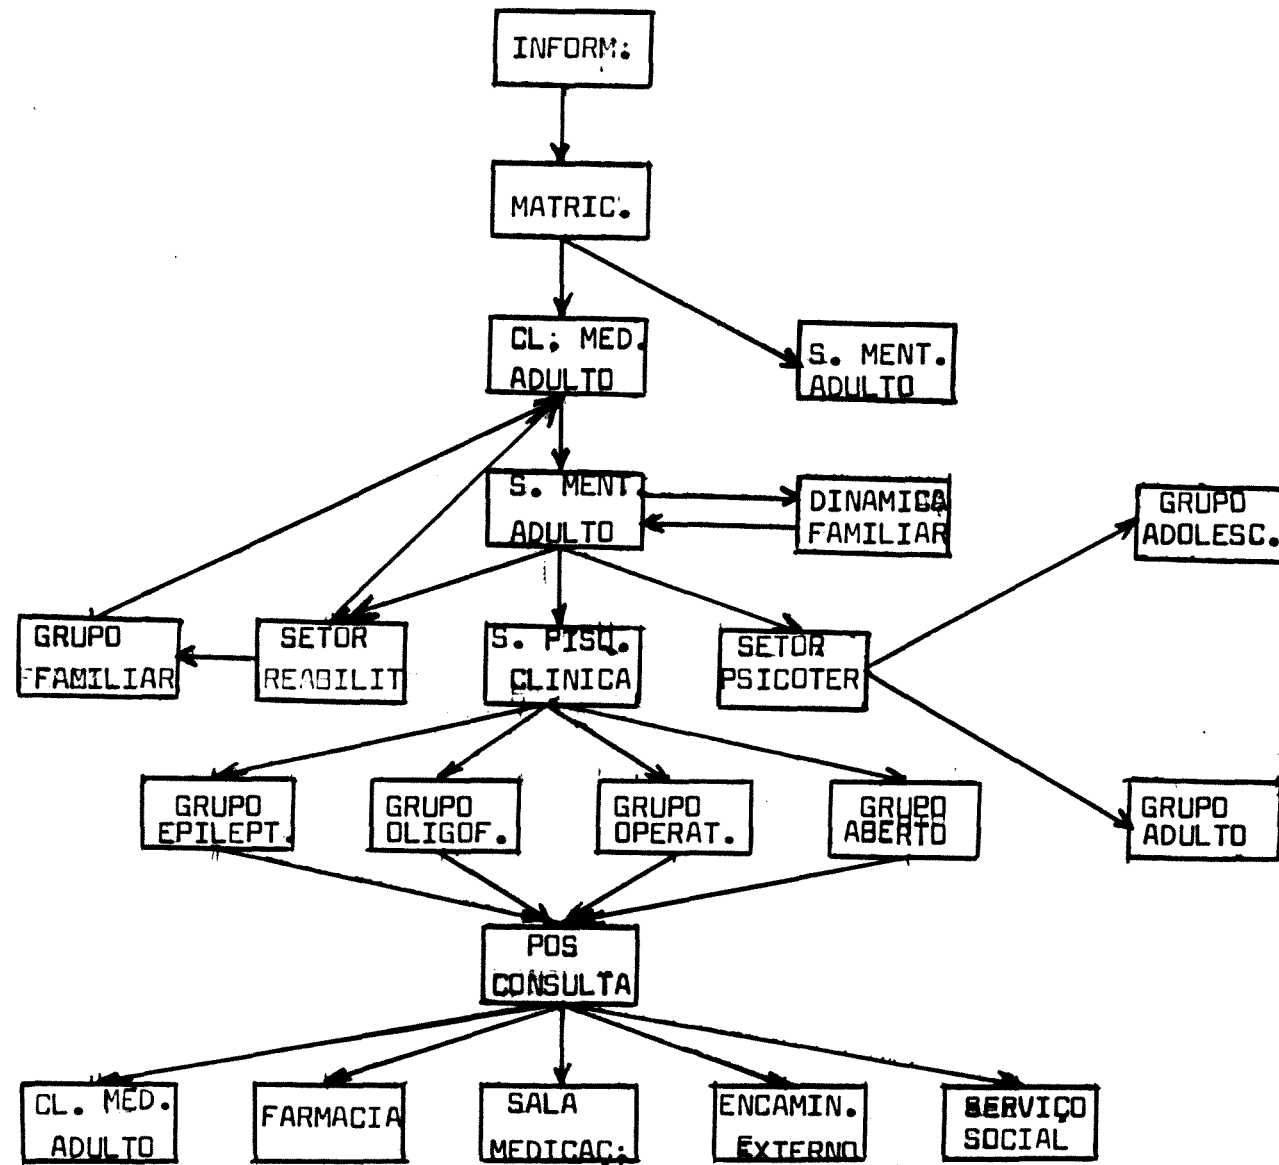 INFORM:
MATRIC.
CL: MED.
ADULTO
S. MENT.
ADULTO
S. MENT.
ADULTO
DINAMICA
FAMILIAR
GRUPO
ADOLESC.
GRUPO
FAMILIAR
SETOR
REABILIT
S. PISQ.
CLINICA
SETOR
PSICOTER
GRUPO
EPILEPT.
GRUPO
OLIGOF.
GRUPO
OPERAT.
GRUPO
ABERTO
GRUPO
ADULTO
POS
CONSULTA
CL. MED.
ADULTO
FARMACIA
SALA
MEDICAC:
ENCAMIN.
EXTERNO
SERVIÇO
SOCIAL